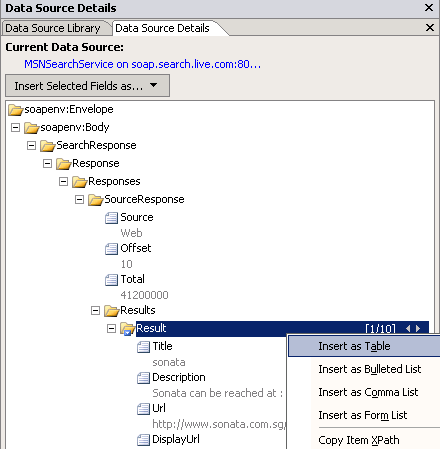 Data Source Details
Data Source Library
Data Source Details
Current Data Source:
MSNSearchService on soap.search.live.com:80...
Insert Selected Fields as...
soapenv:Envelope
soapenv:Body
SearchResponse
Response
Responses
SourceResponse
Source
Web
Offset
10
Total
41200000
Results
Result [1/10]
Title
sonata
Description
Sonata can be reached at :
Url
http://www.sonata.com.sg/
DisplayUrl
Insert as Table
Insert as Bulleted List
Insert as Comma List
Insert as Form List
Copy Item XPath